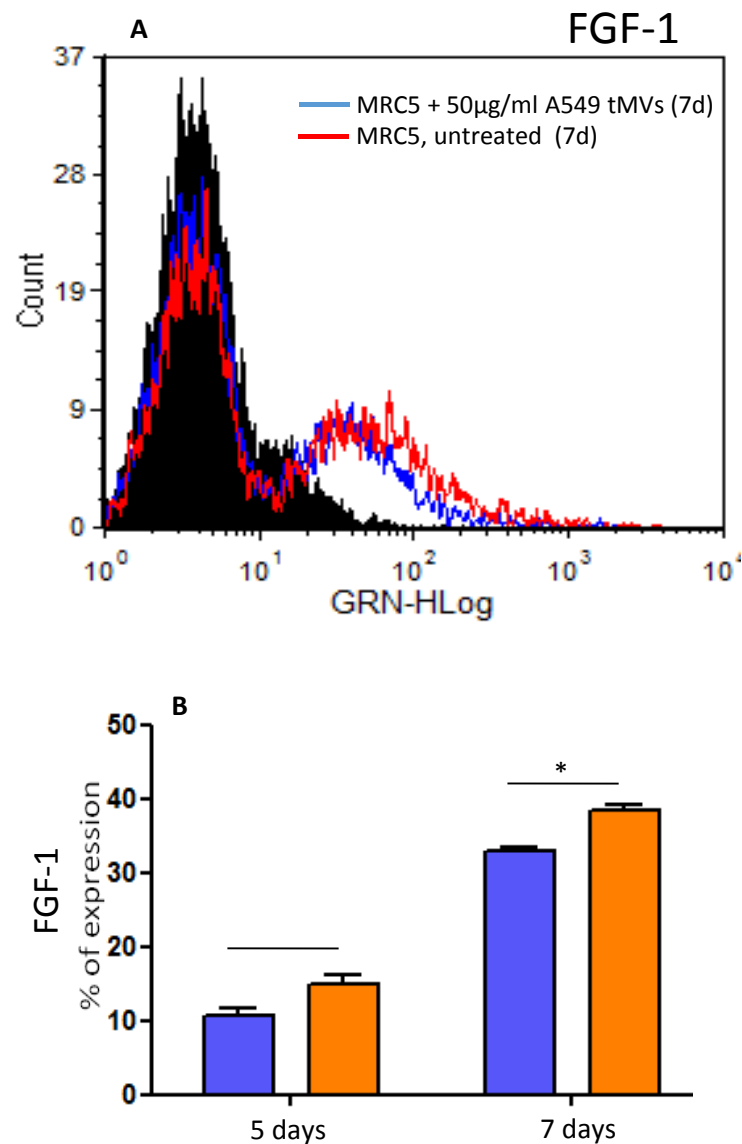 A
FGF-1
37
28
19
9
0
Count
MRC5 + 50µg/ml A549 tMVs (7d)
MRC5, untreated (7d)
10⁰ 10¹ 10² 10³ 10⁴
GRN-HLog
B
50
40
30
20
10
0
FGF-1
% of expression
*
5 days 7 days